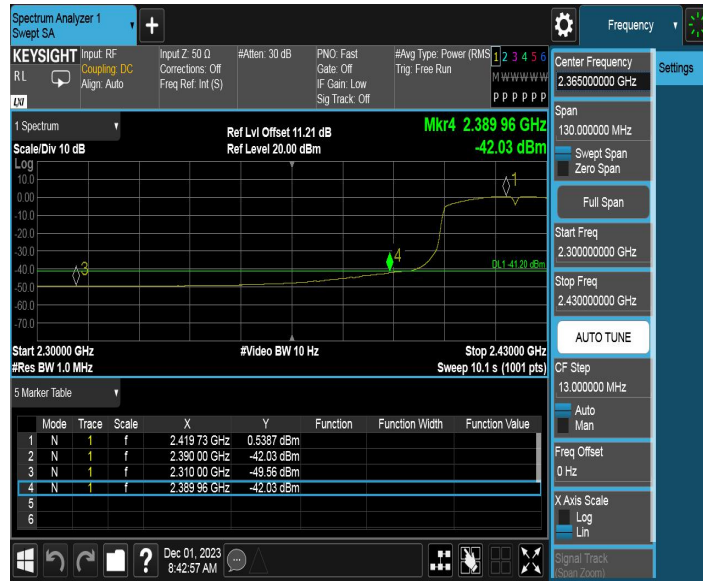 Spectrum Analyzer 1
Swept SA
+
Frequency
KEYSIGHT
RL
LXI
Input: RF
Coupling: DC
Align: Auto
Input Z: 50 Ω
Corrections: Off
Freq Ref: Int (S)
#Atten: 30 dB
PNO: Fast
Gate: Off
IF Gain: Low
Sig Track: Off
#Avg Type: Power (RMS
Trig: Free Run
1 2 3 4 5 6
M W W W W W
P P P P P P
1 Spectrum
Scale/Div 10 dB
Ref Lvl Offset 11.21 dB
Ref Level 20.00 dBm
Mkr4 2.389 96 GHz
-42.03 dBm
Log
10.0
0.00
-10.0
-20.0
-30.0
-40.0
-50.0
-60.0
-70.0
1
3
4
DL1 -41.20 dBm
Start 2.30000 GHz
#Res BW 1.0 MHz
#Video BW 10 Hz
Stop 2.43000 GHz
Sweep 10.1 s (1001 pts)
5 Marker Table
Mode Trace Scale X Y Function Function Width Function Value
1 N 1 f 2.419 73 GHz 0.5387 dBm
2 N 1 f 2.390 00 GHz -42.03 dBm
3 N 1 f 2.310 00 GHz -49.56 dBm
4 N 1 f 2.389 96 GHz -42.03 dBm
5
6
?
Dec 01, 2023
8:42:57 AM
Center Frequency
2.365000000 GHz
Settings
Span
130.000000 MHz
Swept Span
Zero Span
Full Span
Start Freq
2.300000000 GHz
Stop Freq
2.430000000 GHz
AUTO TUNE
CF Step
13.000000 MHz
Auto
Man
Freq Offset
0 Hz
X Axis Scale
Log
Lin
Signal Track
(Span Zoom)